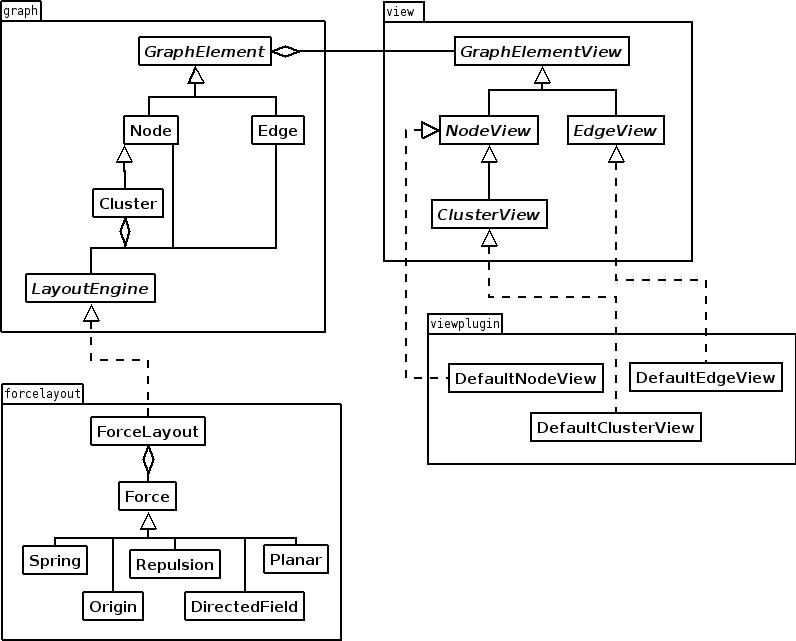 graph
GraphElement
Node
Edge
Cluster
LayoutEngine
view
GraphElementView
NodeView
EdgeView
ClusterView
viewplugin
DefaultNodeView
DefaultEdgeView
DefaultClusterView
forcelayout
ForceLayout
Force
Spring
Repulsion
Planar
Origin
DirectedField